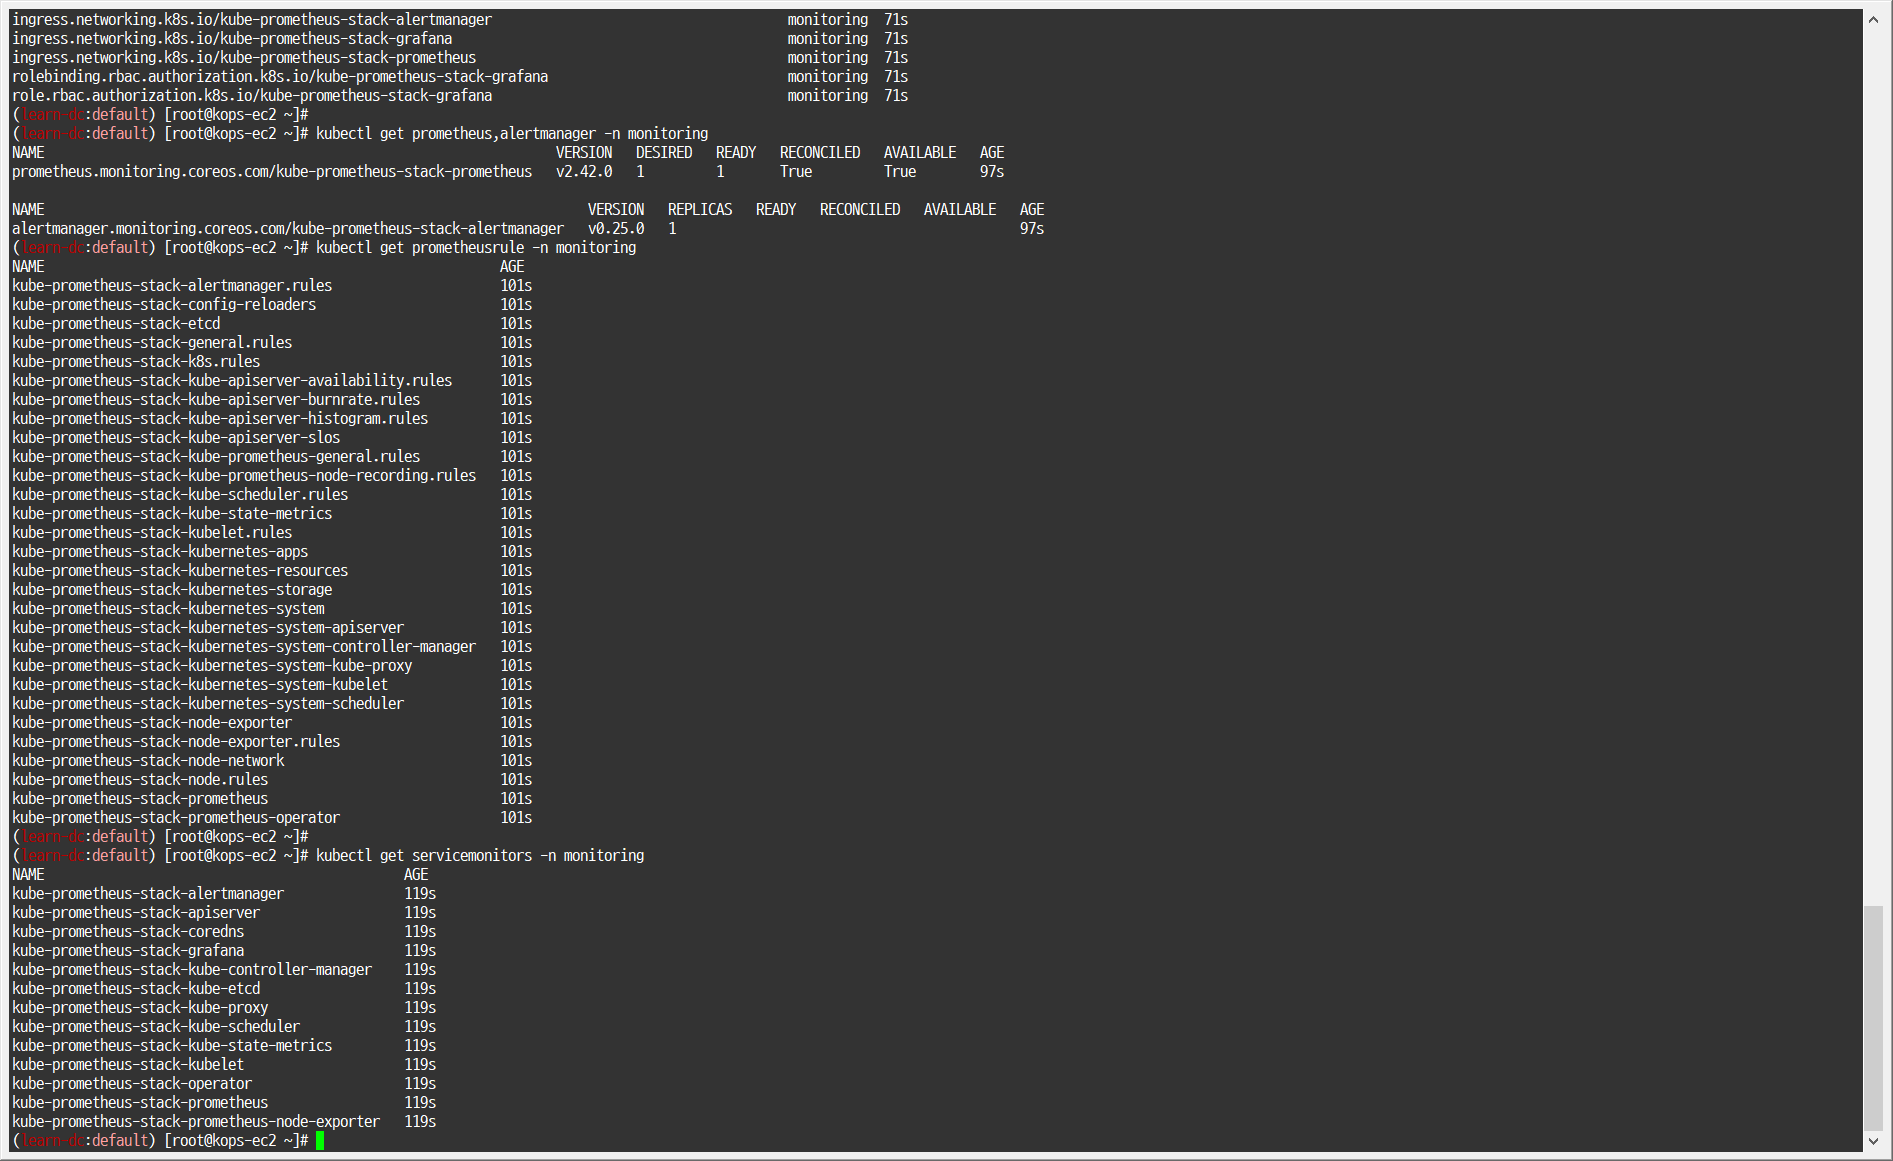 ingress.networking.k8s.io/kube-prometheus-stack-alertmanager monitoring 71s
ingress.networking.k8s.io/kube-prometheus-stack-grafana monitoring 71s
ingress.networking.k8s.io/kube-prometheus-stack-prometheus monitoring 71s
rolebinding.rbac.authorization.k8s.io/kube-prometheus-stack-grafana monitoring 71s
role.rbac.authorization.k8s.io/kube-prometheus-stack-grafana monitoring 71s
(learn-dc:default) [root@kops-ec2 ~]#
(learn-dc:default) [root@kops-ec2 ~]# kubectl get prometheus,alertmanager -n monitoring
NAME VERSION DESIRED READY RECONCILED AVAILABLE AGE
prometheus.monitoring.coreos.com/kube-prometheus-stack-prometheus v2.42.0 1 1 True True 97s
NAME VERSION REPLICAS READY RECONCILED AVAILABLE AGE
alertmanager.monitoring.coreos.com/kube-prometheus-stack-alertmanager v0.25.0 1 97s
(learn-dc:default) [root@kops-ec2 ~]# kubectl get prometheusrule -n monitoring
NAME AGE
kube-prometheus-stack-alertmanager.rules 101s
kube-prometheus-stack-config-reloaders 101s
kube-prometheus-stack-etcd 101s
kube-prometheus-stack-general.rules 101s
kube-prometheus-stack-k8s.rules 101s
kube-prometheus-stack-kube-apiserver-availability.rules 101s
kube-prometheus-stack-kube-apiserver-burnrate.rules 101s
kube-prometheus-stack-kube-apiserver-histogram.rules 101s
kube-prometheus-stack-kube-apiserver-slos 101s
kube-prometheus-stack-kube-prometheus-general.rules 101s
kube-prometheus-stack-kube-prometheus-node-recording.rules 101s
kube-prometheus-stack-kube-scheduler.rules 101s
kube-prometheus-stack-kube-state-metrics 101s
kube-prometheus-stack-kubelet.rules 101s
kube-prometheus-stack-kubernetes-apps 101s
kube-prometheus-stack-kubernetes-resources 101s
kube-prometheus-stack-kubernetes-storage 101s
kube-prometheus-stack-kubernetes-system 101s
kube-prometheus-stack-kubernetes-system-apiserver 101s
kube-prometheus-stack-kubernetes-system-controller-manager 101s
kube-prometheus-stack-kubernetes-system-kube-proxy 101s
kube-prometheus-stack-kubernetes-system-kubelet 101s
kube-prometheus-stack-kubernetes-system-scheduler 101s
kube-prometheus-stack-node-exporter 101s
kube-prometheus-stack-node-exporter.rules 101s
kube-prometheus-stack-node-network 101s
kube-prometheus-stack-node.rules 101s
kube-prometheus-stack-prometheus 101s
kube-prometheus-stack-prometheus-operator 101s
(learn-dc:default) [root@kops-ec2 ~]#
(learn-dc:default) [root@kops-ec2 ~]# kubectl get servicemonitors -n monitoring
NAME AGE
kube-prometheus-stack-alertmanager 119s
kube-prometheus-stack-apiserver 119s
kube-prometheus-stack-coredns 119s
kube-prometheus-stack-grafana 119s
kube-prometheus-stack-kube-controller-manager 119s
kube-prometheus-stack-kube-etcd 119s
kube-prometheus-stack-kube-proxy 119s
kube-prometheus-stack-kube-scheduler 119s
kube-prometheus-stack-kube-state-metrics 119s
kube-prometheus-stack-kubelet 119s
kube-prometheus-stack-operator 119s
kube-prometheus-stack-prometheus 119s
kube-prometheus-stack-prometheus-node-exporter 119s
(learn-dc:default) [root@kops-ec2 ~]#